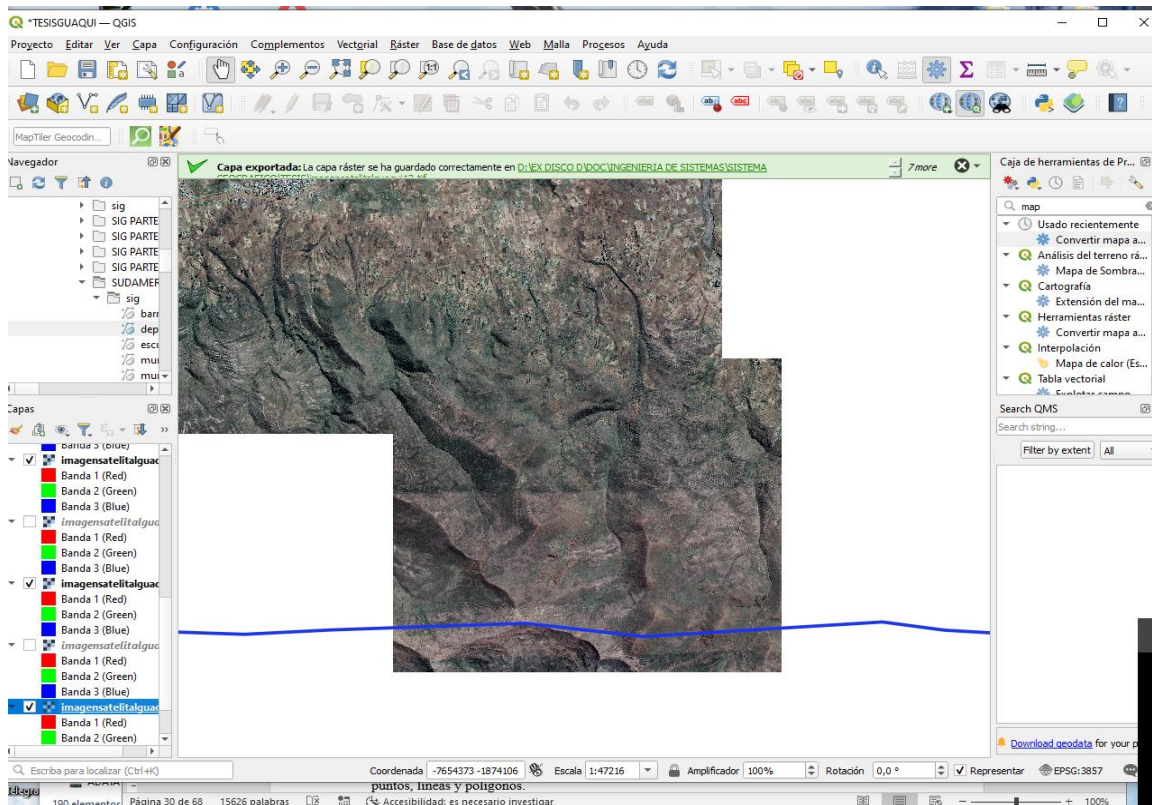 *TESISGUAQUI — QGIS
Proyecto Editar Ver Capa Configuración Complementos Vectorial Ráster Base de datos Web Malla Procesos Ayuda
MapTiler Geocodin...
Navegador
sig
SIG PARTE
SIG PARTE
SIG PARTE
SIG PARTE
SUDAMER
sig
barr
dep
escu
mu
mu
Capas
Banda 3 (Blue)
imagensatelitalguac
Banda 1 (Red)
Banda 2 (Green)
Banda 3 (Blue)
imagensatelitalguac
Banda 1 (Red)
Banda 2 (Green)
Banda 3 (Blue)
imagensatelitalguac
Banda 1 (Red)
Banda 2 (Green)
Banda 3 (Blue)
imagensatelitalguac
Banda 1 (Red)
Banda 2 (Green)
Banda 3 (Blue)
imagensatelitalguac
Banda 1 (Red)
Banda 2 (Green)
Capa exportada: La capa ráster se ha guardado correctamente en D:\EX DISCO D\DOC\INGENIERIA DE SISTEMAS\SISTEMA
7 more
Caja de herramientas de Pr...
map
Usado recientemente
Convertir mapa a...
Análisis del terreno rá...
Mapa de Sombra...
Cartografía
Extensión del ma...
Herramientas ráster
Convertir mapa a...
Interpolación
Mapa de calor (Es...
Tabla vectorial
Explotar campo
Search QMS
Search string...
Filter by extent All
Download geodata for your p
Escriba para localizar (Ctrl+K)
Coordenada -7654373 -1874106 Escala 1:47216 Amplificador 100% Rotación 0,0 ° Representar EPSG:3857
puntos, líneas y polígonos.
190 elementos Página 30 de 68 15626 palabras Accesibilidad: es necesario investigar 100%